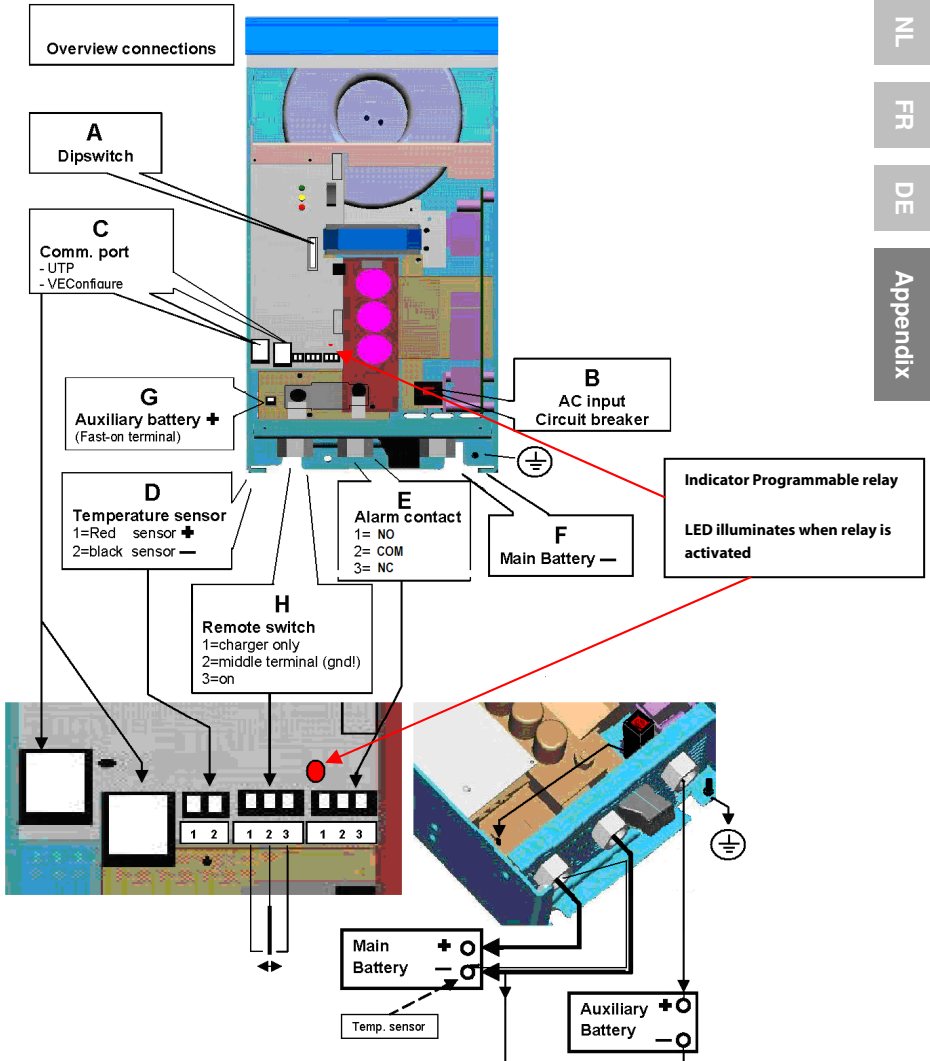 Overview connections
NL
FR
DE
Appendix
A
Dipswitch
C
Comm. port
- UTP
- VEConfiaure
G
Auxiliary battery +
(Fast-on terminal)
B
AC input
Circuit breaker
D
Temperature sensor
1=Red sensor +
2=black sensor —
E
Alarm contact
1= NO
2= COM
3= NC
F
Main Battery —
Indicator Programmable relay
LED illuminates when relay is
activated
H
Remote switch
1=charger only
2=middle terminal (gnd!)
3=on
1 2
1 2 3
1 2 3
Main
Battery
+
—
Temp. sensor
Auxiliary
Battery
+
—